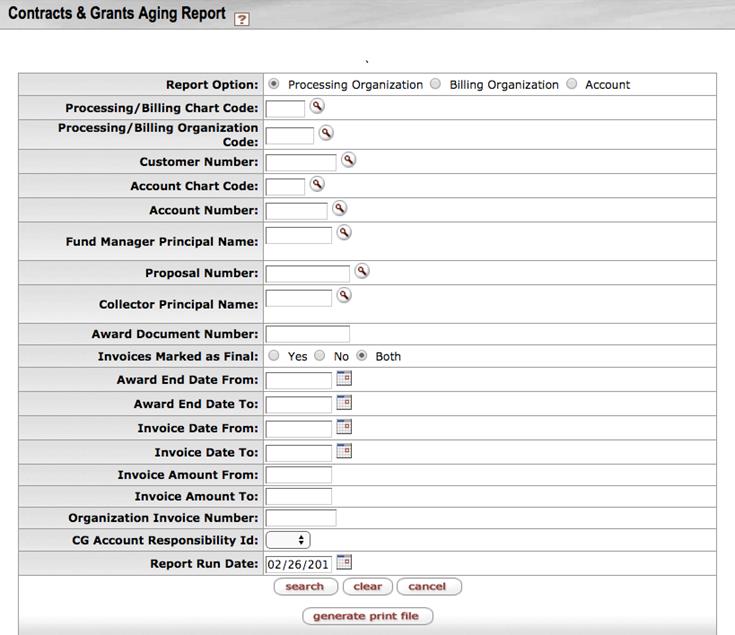 Contracts & Grants Aging Report ?
`
Report Option: Processing Organization Billing Organization Account
Processing/Billing Chart Code:
Processing/Billing Organization
Code:
Customer Number:
Account Chart Code:
Account Number:
Fund Manager Principal Name:
Proposal Number:
Collector Principal Name:
Award Document Number:
Invoices Marked as Final: Yes No Both
Award End Date From:
Award End Date To:
Invoice Date From:
Invoice Date To:
Invoice Amount From:
Invoice Amount To:
Organization Invoice Number:
CG Account Responsibility Id:
Report Run Date: 02/26/201
search clear cancel
generate print file